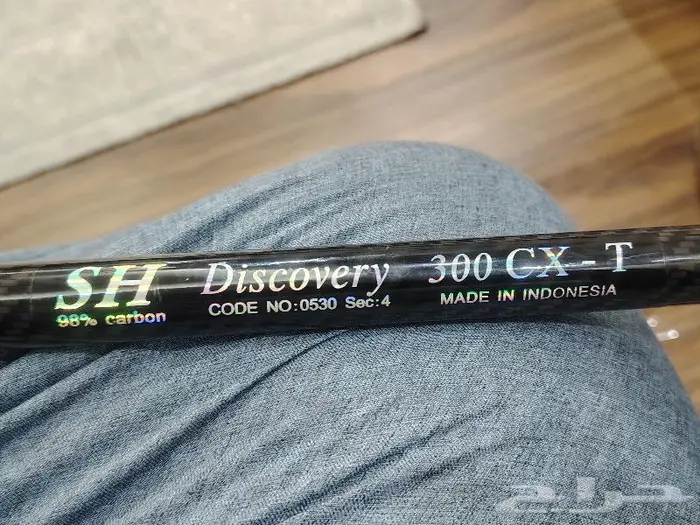 SH Discovery 300 CX - T
98% carbon CODE NO:0530 Sec:4 MADE IN INDONESIA
حراج